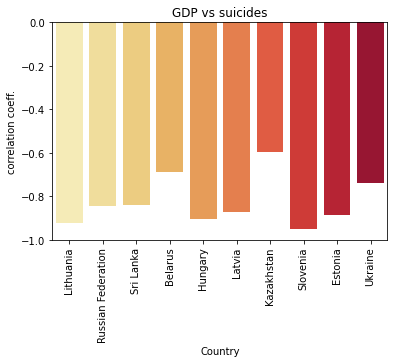 GDP vs suicides
correlation coeff.
0.0
−0.2
−0.4
−0.6
−0.8
−1.0
Lithuania
Russian Federation
Sri Lanka
Belarus
Hungary
Latvia
Kazakhstan
Slovenia
Estonia
Ukraine
Country